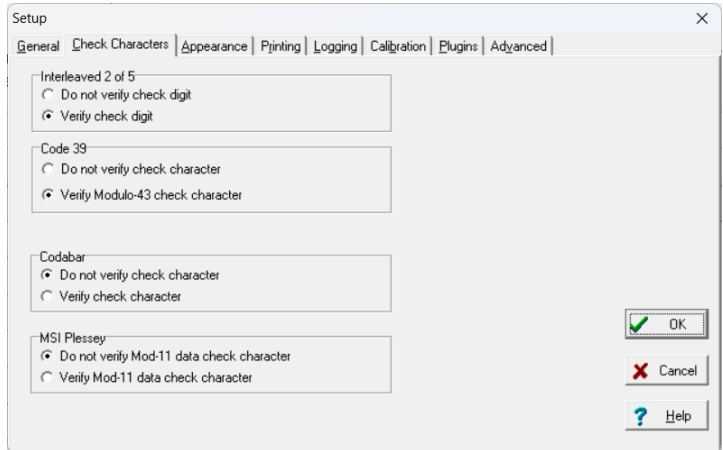 Setup
General Check Characters Appearance Printing Logging Calibration Plugins Advanced
Interleaved 2 of 5
Do not verify check digit
Verify check digit
Code 39
Do not verify check character
Verify Modulo-43 check character
Codabar
Do not verify check character
Verify check character
MSI Plessey
Do not verify Mod-11 data check character
Verify Mod-11 data check character
OK
Cancel
Help